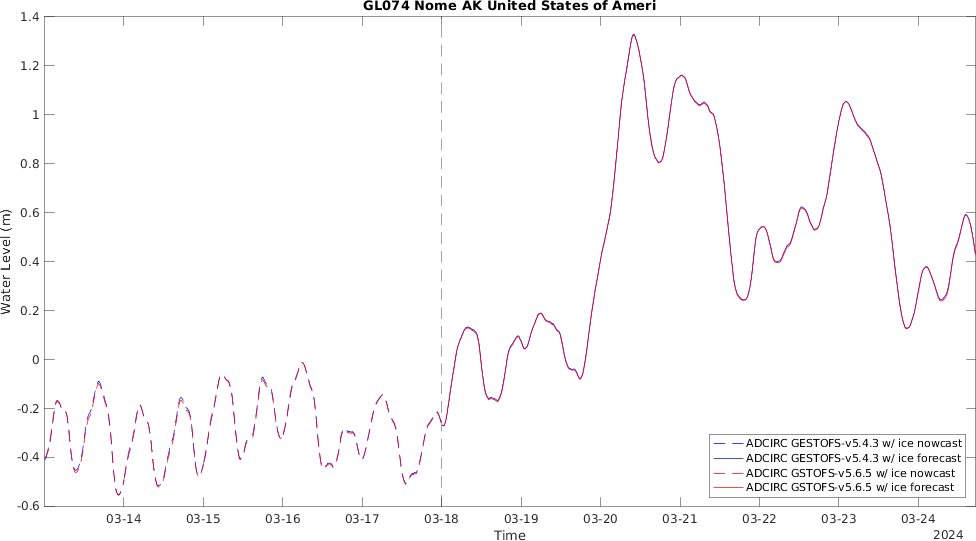 GL074 Nome AK United States of Ameri
1.4
1.2
1
0.8
0.6
0.4
0.2
0
-0.2
-0.4
-0.6
Water Level (m)
ADCIRC GESTOFS-v5.4.3 w/ ice nowcast
ADCIRC GESTOFS-v5.4.3 w/ ice forecast
ADCIRC GSTOFS-v5.6.5 w/ ice nowcast
ADCIRC GSTOFS-v5.6.5 w/ ice forecast
03-14 03-15 03-16 03-17 03-18 03-19 03-20 03-21 03-22 03-23 03-24
Time
2024